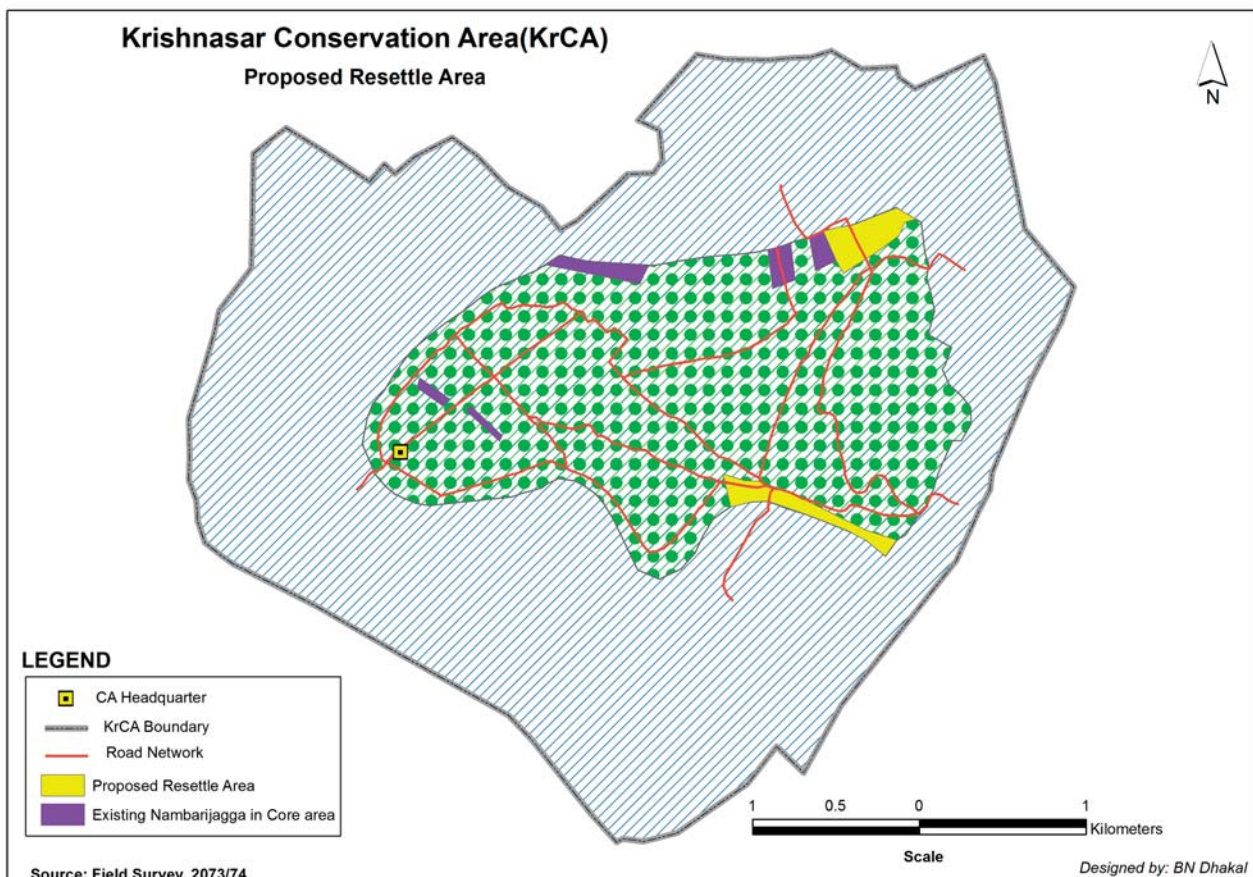 Krishnasar Conservation Area(KrCA)
Proposed Resettle Area
N
LEGEND
CA Headquarter
KrCA Boundary
Road Network
Proposed Resettle Area
Existing Nambarijagga in Core area
1 0.5 0 1
Kilometers
Scale
Source: Field Survey, 2073/74
Designed by: BN Dhakal